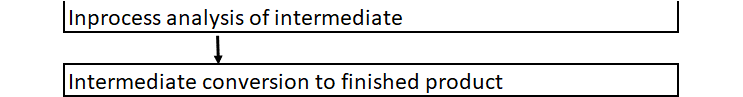 Inprocess analysis of intermediate
Intermediate conversion to finished product